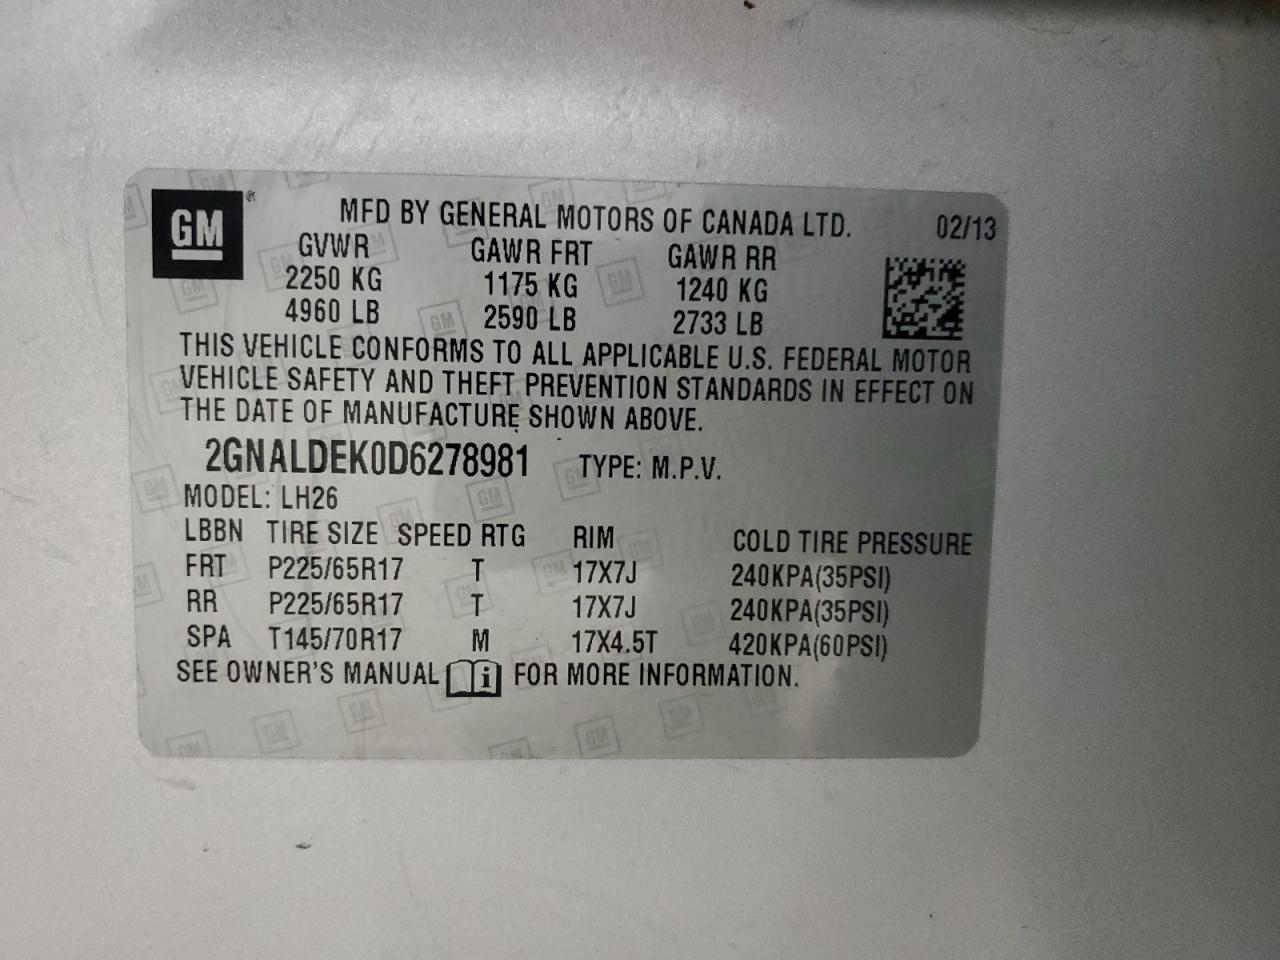 GM ®
MFD BY GENERAL MOTORS OF CANADA LTD. 02/13
GVWR GAWR FRT GAWR RR
2250 KG 1175 KG 1240 KG
4960 LB 2590 LB 2733 LB
THIS VEHICLE CONFORMS TO ALL APPLICABLE U.S. FEDERAL MOTOR
VEHICLE SAFETY AND THEFT PREVENTION STANDARDS IN EFFECT ON
THE DATE OF MANUFACTURE SHOWN ABOVE.
2GNALDEK0D6278981 TYPE: M.P.V.
MODEL: LH26
LBBN TIRE SIZE SPEED RTG RIM COLD TIRE PRESSURE
FRT P225/65R17 T 17X7J 240KPA(35PSI)
RR P225/65R17 T 17X7J 240KPA(35PSI)
SPA T145/70R17 M 17X4.5T 420KPA(60PSI)
SEE OWNER'S MANUAL i FOR MORE INFORMATION.